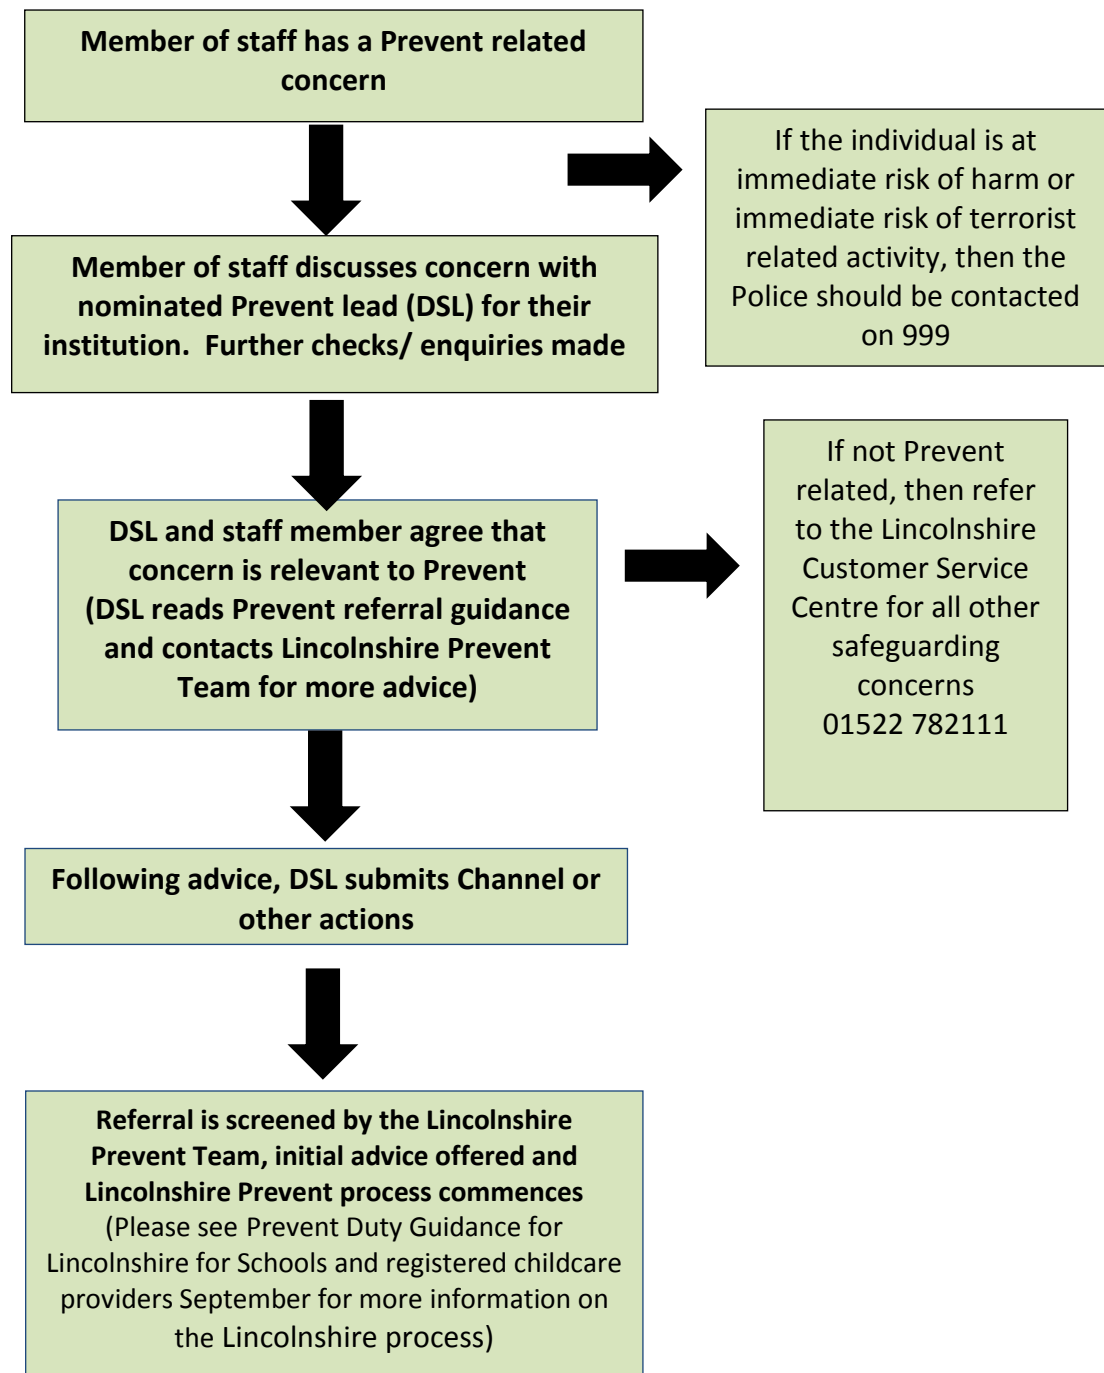 Member of staff has a Prevent related
concern
If the individual is at
immediate risk of harm or
immediate risk of terrorist
related activity, then the
Police should be contacted
on 999
Member of staff discusses concern with
nominated Prevent lead (DSL) for their
institution.  Further checks/ enquiries made
DSL and staff member agree that
concern is relevant to Prevent
(DSL reads Prevent referral guidance
and contacts Lincolnshire Prevent
Team for more advice)
If not Prevent
related, then refer
to the Lincolnshire
Customer Service
Centre for all other
safeguarding
concerns
01522 782111
Following advice, DSL submits Channel or
other actions
Referral is screened by the Lincolnshire
Prevent Team, initial advice offered and
Lincolnshire Prevent process commences
(Please see Prevent Duty Guidance for
Lincolnshire for Schools and registered childcare
providers September for more information on
the Lincolnshire process)